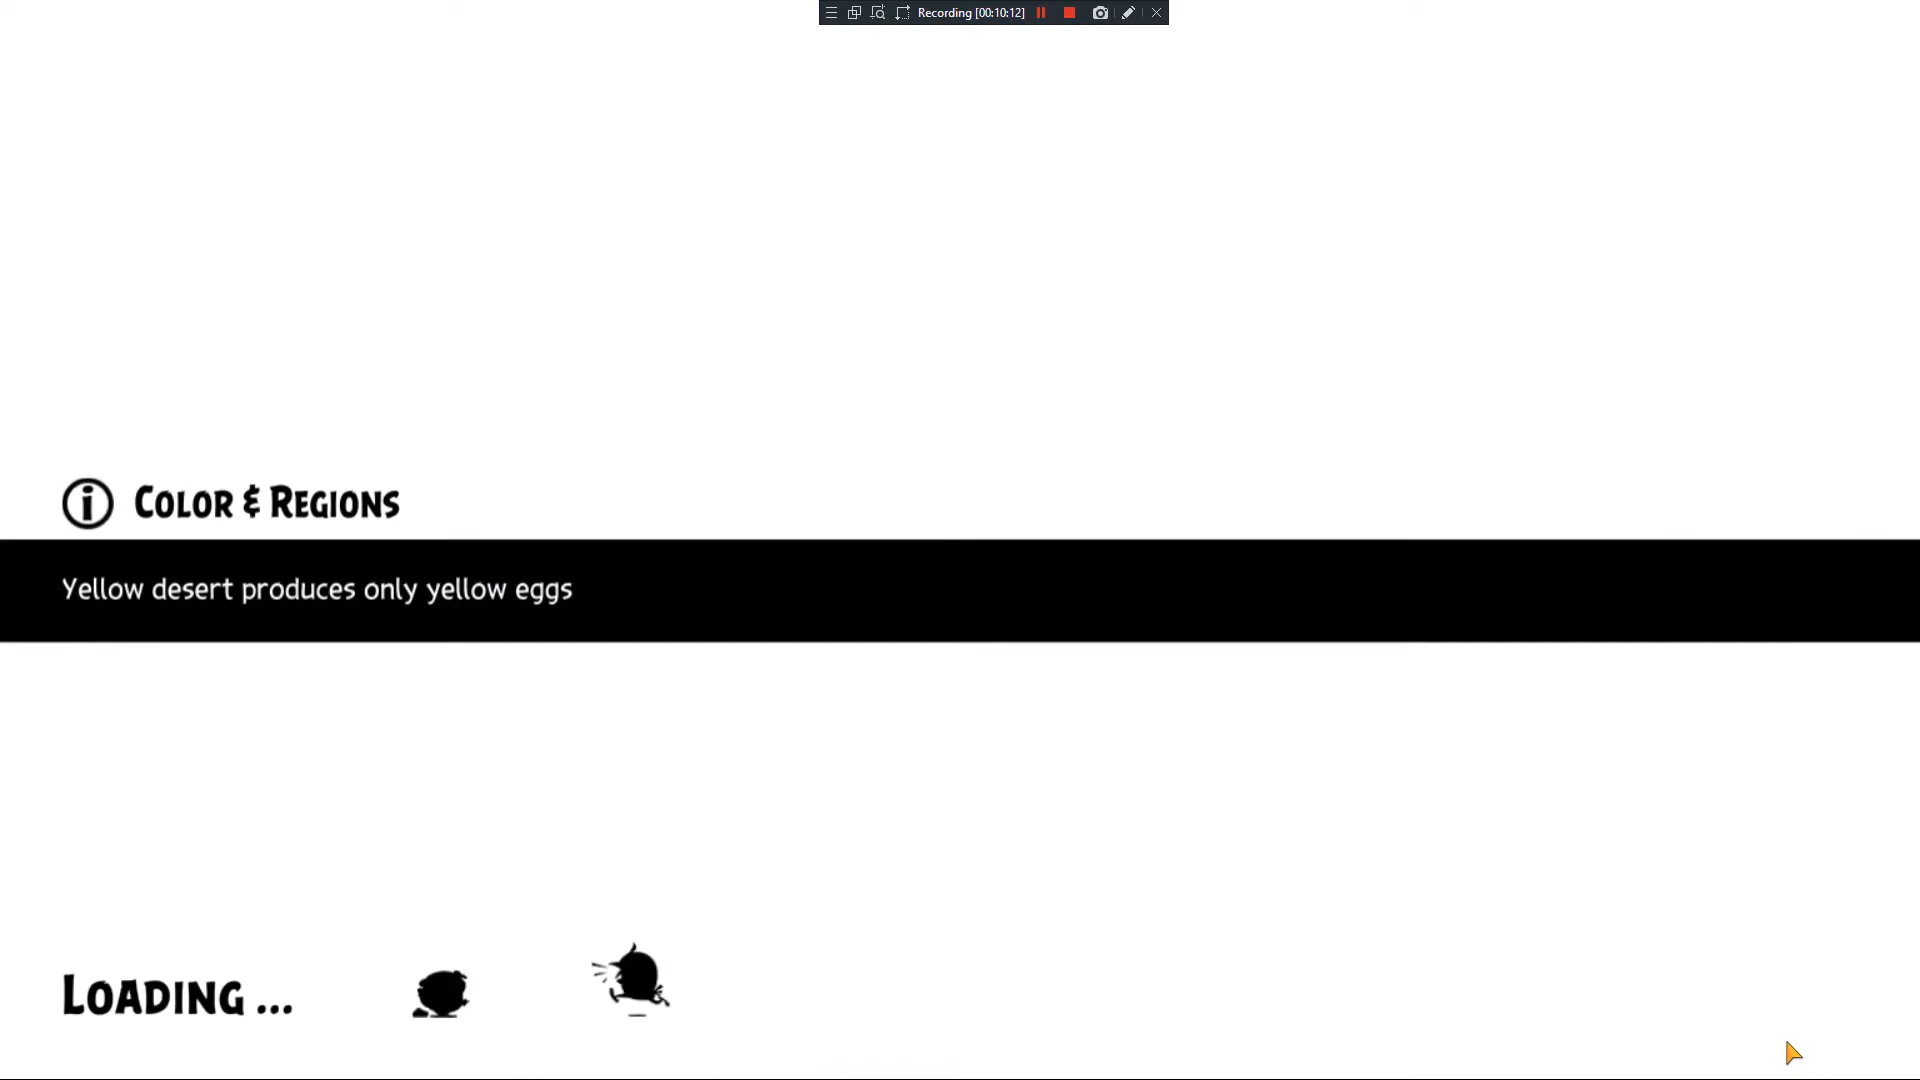 Recording [00:10:12]
Color & Regions
Yellow desert produces only yellow eggs
Loading ...